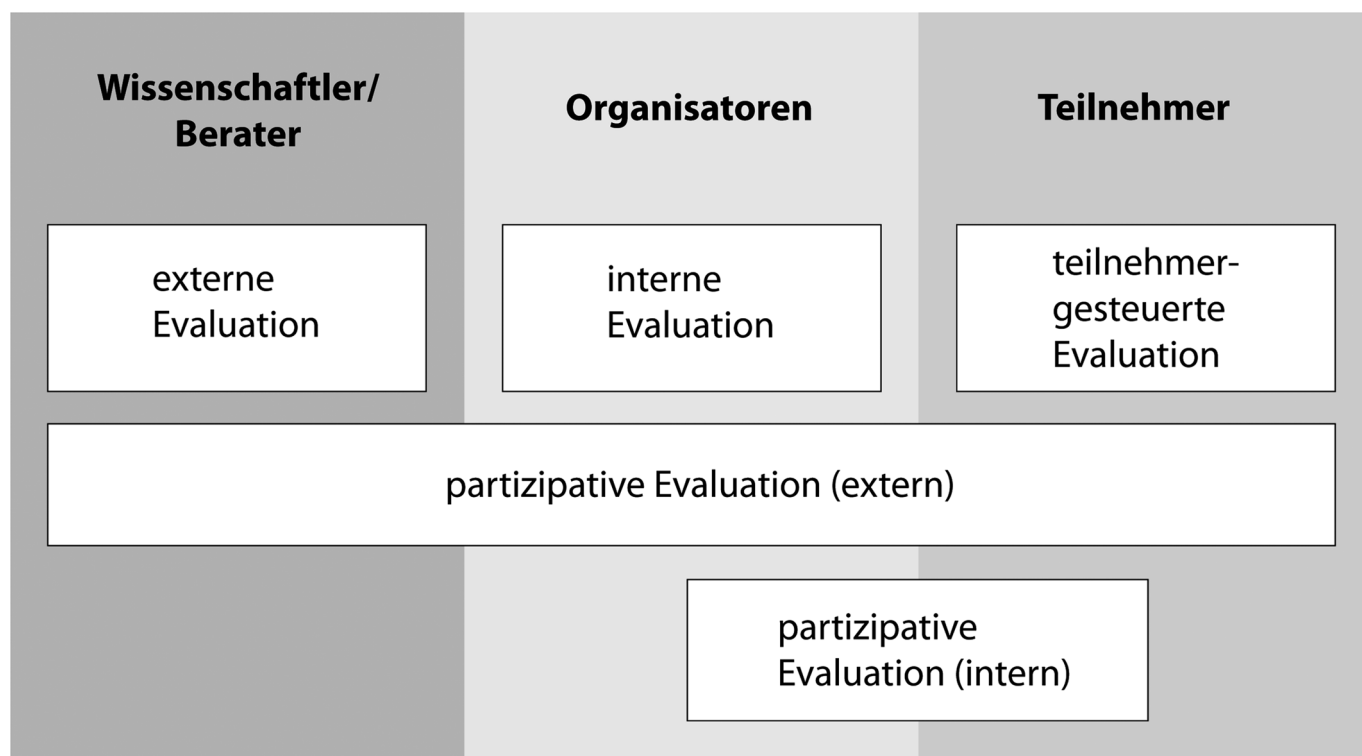 Wissenschaftler/
Berater
Organisatoren
Teilnehmer
externe
Evaluation
interne
Evaluation
teilnehmer-
gesteuerte
Evaluation
partizipative Evaluation (extern)
partizipative
Evaluation (intern)